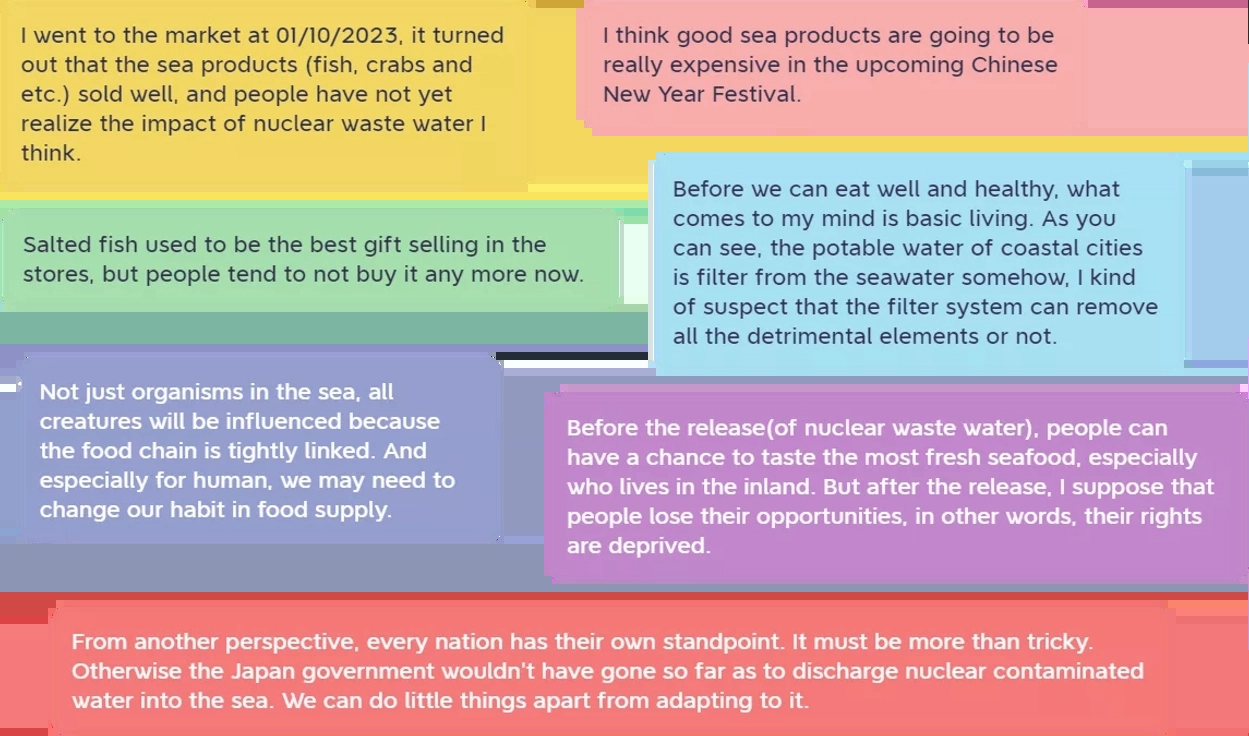 I went to the market at 01/10/2023, it turned
out that the sea products (fish, crabs and
etc.) sold well, and people have not yet
realize the impact of nuclear waste water I
think.
I think good sea products are going to be
really expensive in the upcoming Chinese
New Year Festival.
Salted fish used to be the best gift selling in the
stores, but people tend to not buy it any more now.
Before we can eat well and healthy, what
comes to my mind is basic living. As you
can see, the potable water of coastal cities
is filter from the seawater somehow, I kind
of suspect that the filter system can remove
all the detrimental elements or not.
Not just organisms in the sea, all
creatures will be influenced because
the food chain is tightly linked. And
especially for human, we may need to
change our habit in food supply.
Before the release(of nuclear waste water), people can
have a chance to taste the most fresh seafood, especially
who lives in the inland. But after the release, I suppose that
people lose their opportunities, in other words, their rights
are deprived.
From another perspective, every nation has their own standpoint. It must be more than tricky.
Otherwise the Japan government wouldn't have gone so far as to discharge nuclear contaminated
water into the sea. We can do little things apart from adapting to it.